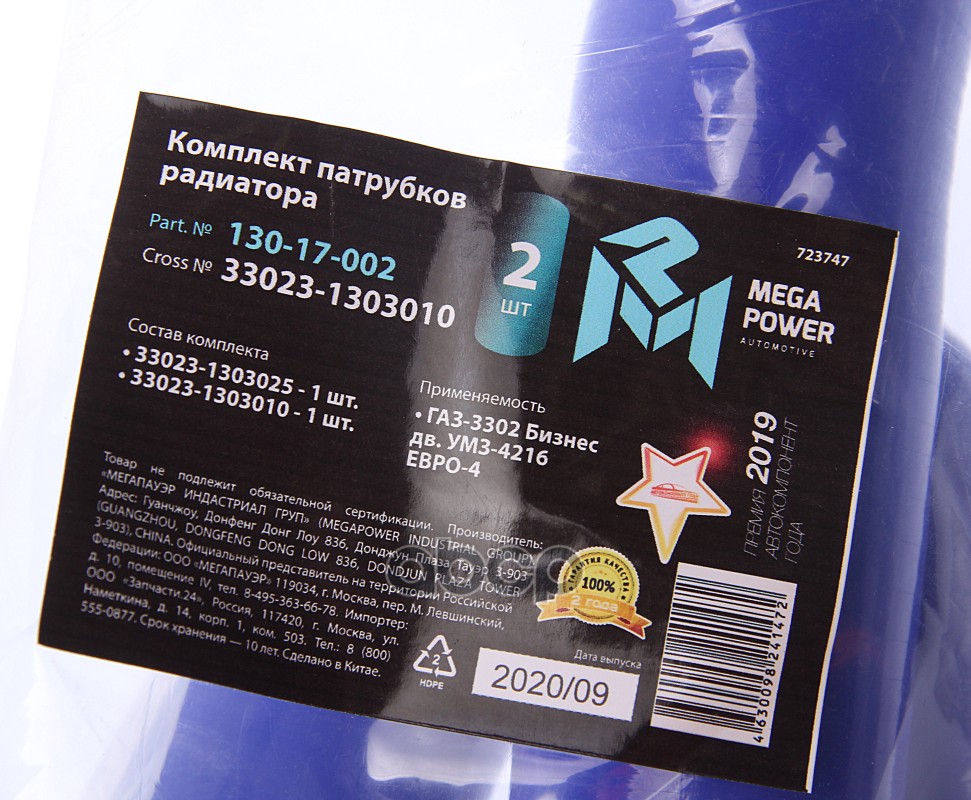 Комплект патрубков
радиатора
Part. № 130-17-002
Cross № 33023-1303010
2
шт
723747
MEGA
POWER
AUTOMOTIVE
Состав комплекта
• 33023-1303025 - 1 шт.
• 33023-1303010 - 1 шт.
Применяемость
• ГАЗ-3302 Бизнес
дв. УМЗ-4216
ЕВРО-4
ПРЕМИЯ 2019
АВТОКОМПОНЕНТ
ГОДА
Товар не подлежит обязательной сертификации. Производитель:
«МЕГАПАУЭР ИНДАСТРИАЛ ГРУП» (MEGAPOWER INDUSTRIAL GROUP)
Адрес: Гуанчжоу, Донфенг Донг Лоу 836, Донджун Плаза, Тауэр 3-903
(GUANGZHOU, DONGFENG DONG LOW 836, DONDJUN PLAZA TOWER
3-903), CHINA. Официальный представитель на территории Российской
Федерации: ООО «МЕГАПАУЭР» 119034, г. Москва, пер. М. Левшинский,
д. 10, помещение IV, тел. 8-495-363-66-78. Импортер:
ООО «Запчасти.24», Россия, 117420, г. Москва, ул.
Наметкина, д. 14, корп. 1, ком. 503. Тел.: 8 (800)
555-0877. Срок хранения — 10 лет, Сделано в Китае.
ГАРАНТИЯ КАЧЕСТВА
100%
2 года
2
HDPE
Дата выпуска
2020/09
4630098241472